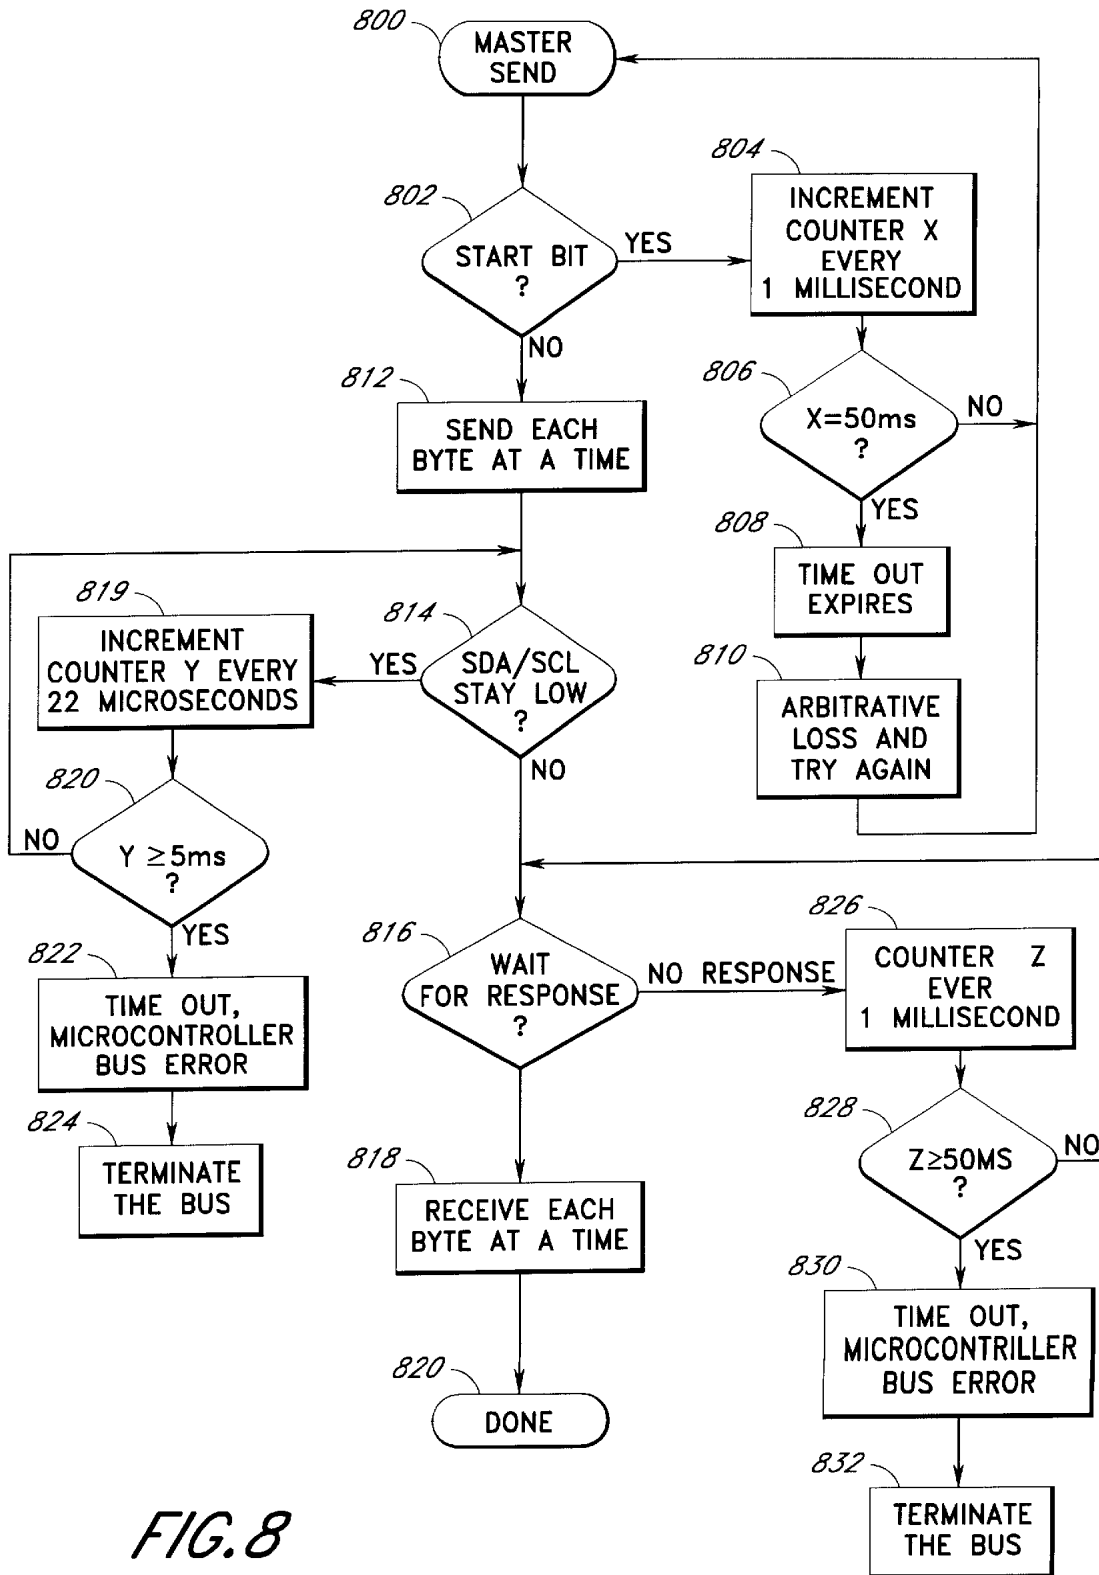 800
MASTER
SEND
802
START BIT
?
YES
NO
804
INCREMENT
COUNTER X
EVERY
1 MILLISECOND
806
X=50ms
?
NO
YES
808
TIME OUT
EXPIRES
810
ARBITRATIVE
LOSS AND
TRY AGAIN
812
SEND EACH
BYTE AT A TIME
814
SDA/SCL
STAY LOW
?
YES
NO
819
INCREMENT
COUNTER Y EVERY
22 MICROSECONDS
820
Y ≥5ms
?
NO
YES
822
TIME OUT,
MICROCONTROLLER
BUS ERROR
824
TERMINATE
THE BUS
816
WAIT
FOR RESPONSE
?
NO RESPONSE
826
COUNTER Z
EVER
1 MILLISECOND
828
Z≥50MS
?
NO
YES
830
TIME OUT,
MICROCONTRILLER
BUS ERROR
832
TERMINATE
THE BUS
818
RECEIVE EACH
BYTE AT A TIME
820
DONE
FIG.8